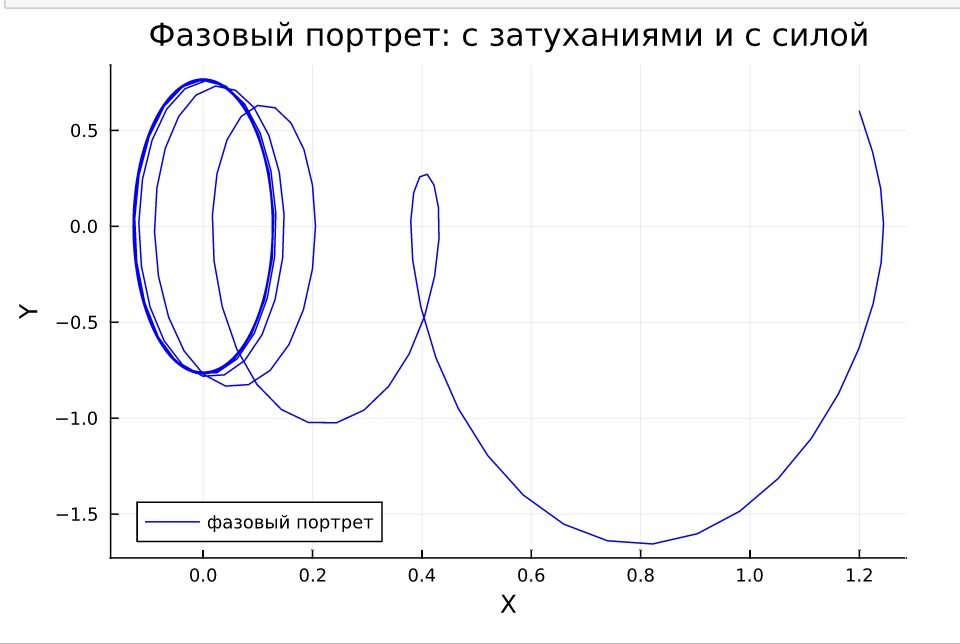 Фазовый портрет: с затуханиями и с силой
Y
0.5
0.0
−0.5
−1.0
−1.5
фазовый портрет
0.0 0.2 0.4 0.6 0.8 1.0 1.2
X